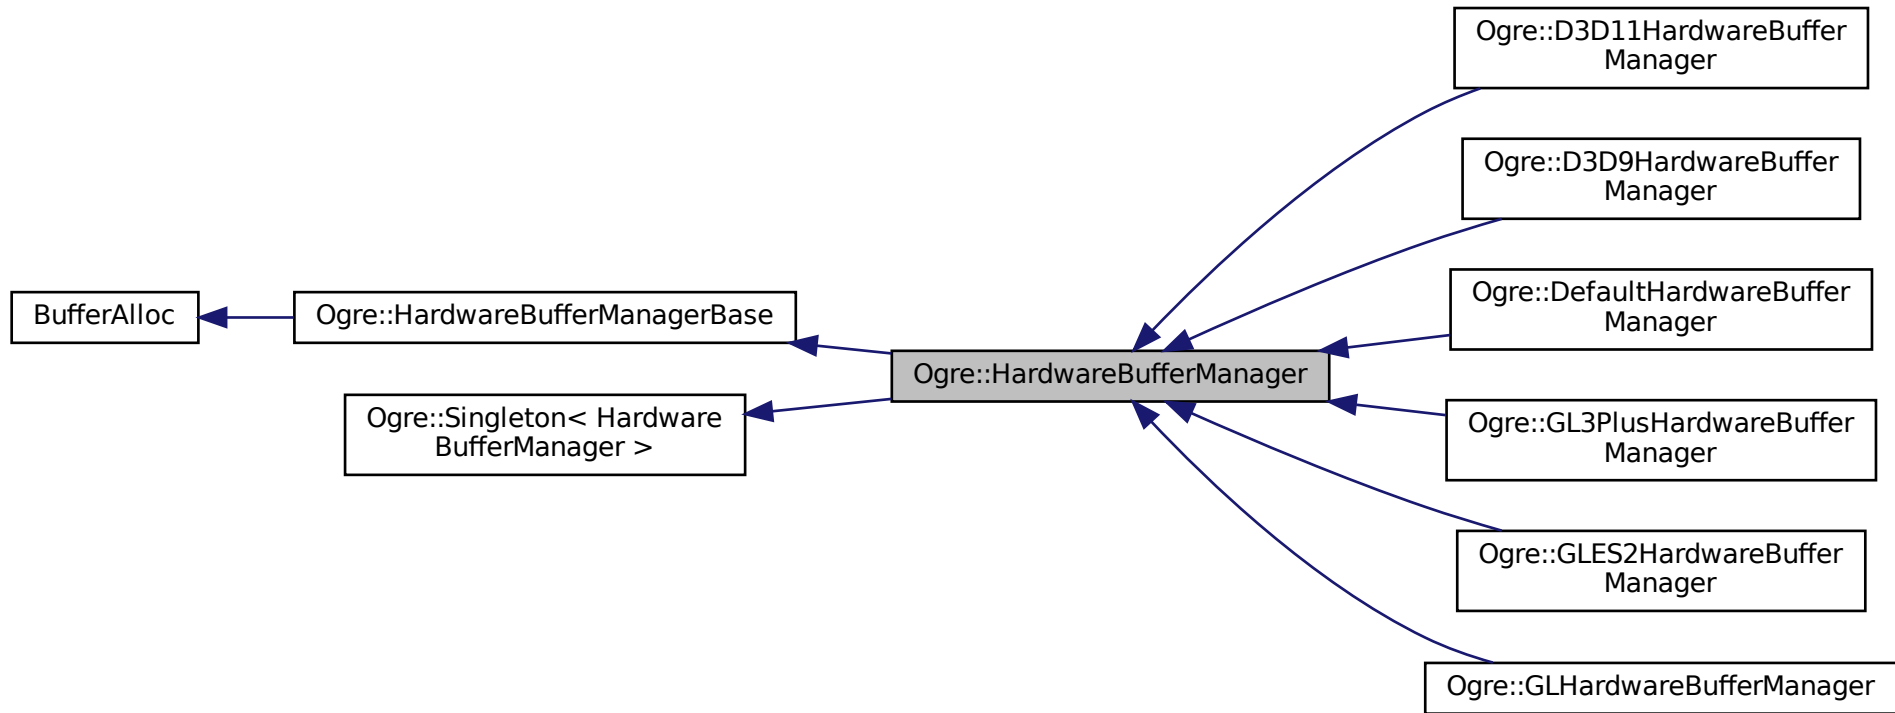 BufferAlloc
Ogre::HardwareBufferManagerBase
Ogre::Singleton< Hardware
BufferManager >
Ogre::HardwareBufferManager
Ogre::D3D11HardwareBuffer
Manager
Ogre::D3D9HardwareBuffer
Manager
Ogre::DefaultHardwareBuffer
Manager
Ogre::GL3PlusHardwareBuffer
Manager
Ogre::GLES2HardwareBuffer
Manager
Ogre::GLHardwareBufferManager